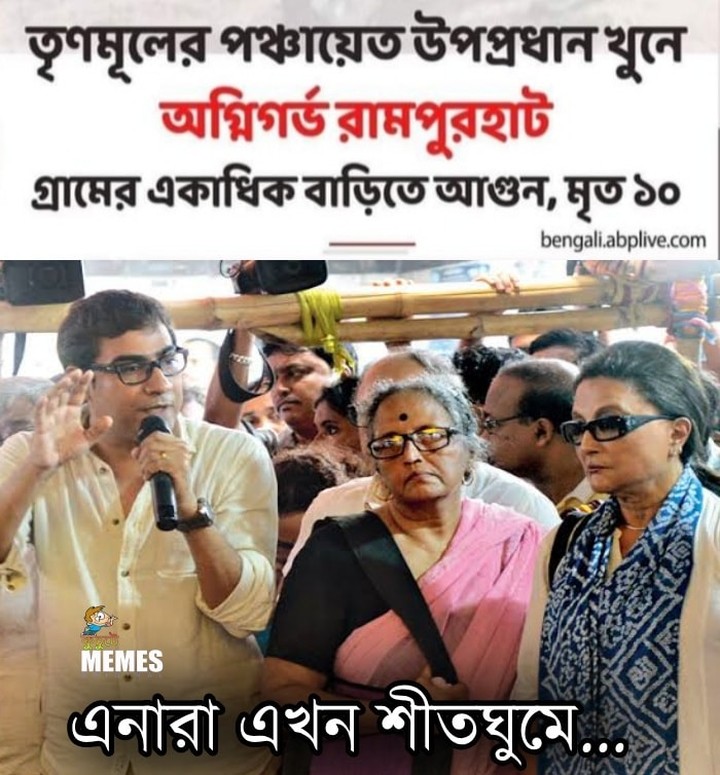 তৃণমূলের পঞ্চায়েত উপপ্রধান খুনে
অগ্নিগর্ভ রামপুরহাট
গ্রামের একাধিক বাড়িতে আগুন, মৃত ১০
bengali.abplive.com
MEMES
এনারা এখন শীতঘুমে...